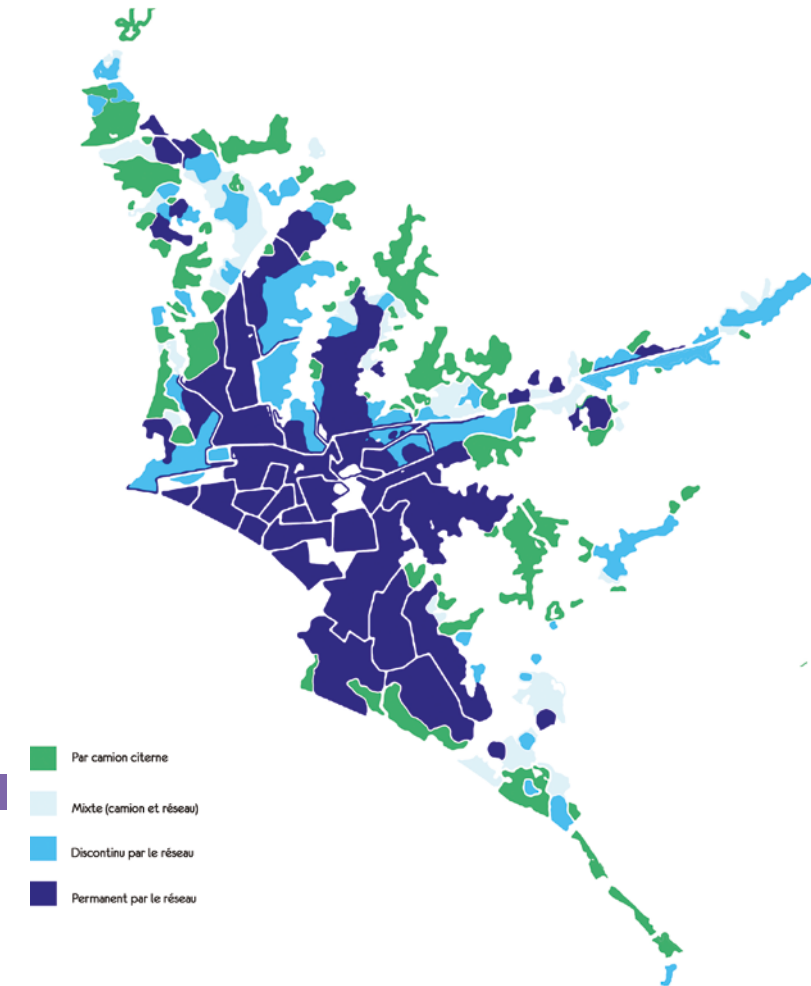 Par camion citerne
Mixte (camion et réseau)
Discontinu par le réseau
Permanent par le réseau